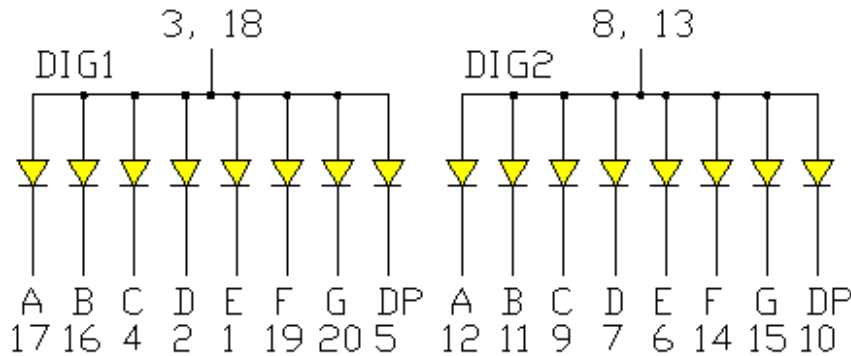 3, 18 8, 13
DIG1 DIG2
A B C D E F G DP A B C D E F G DP
17 16 4 2 1 19 20 5 12 11 9 7 6 14 15 10